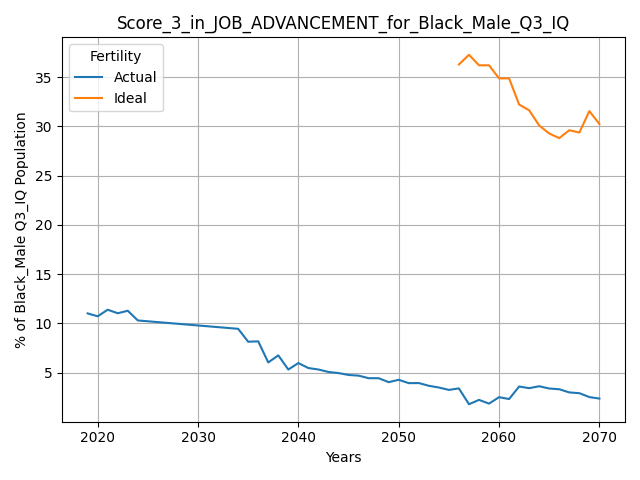 Score_3_in_JOB_ADVANCEMENT_for_Black_Male_Q3_IQ
Fertility
Actual
Ideal
% of Black_Male Q3_IQ Population
35
30
25
20
15
10
5
2020 2030 2040 2050 2060 2070
Years